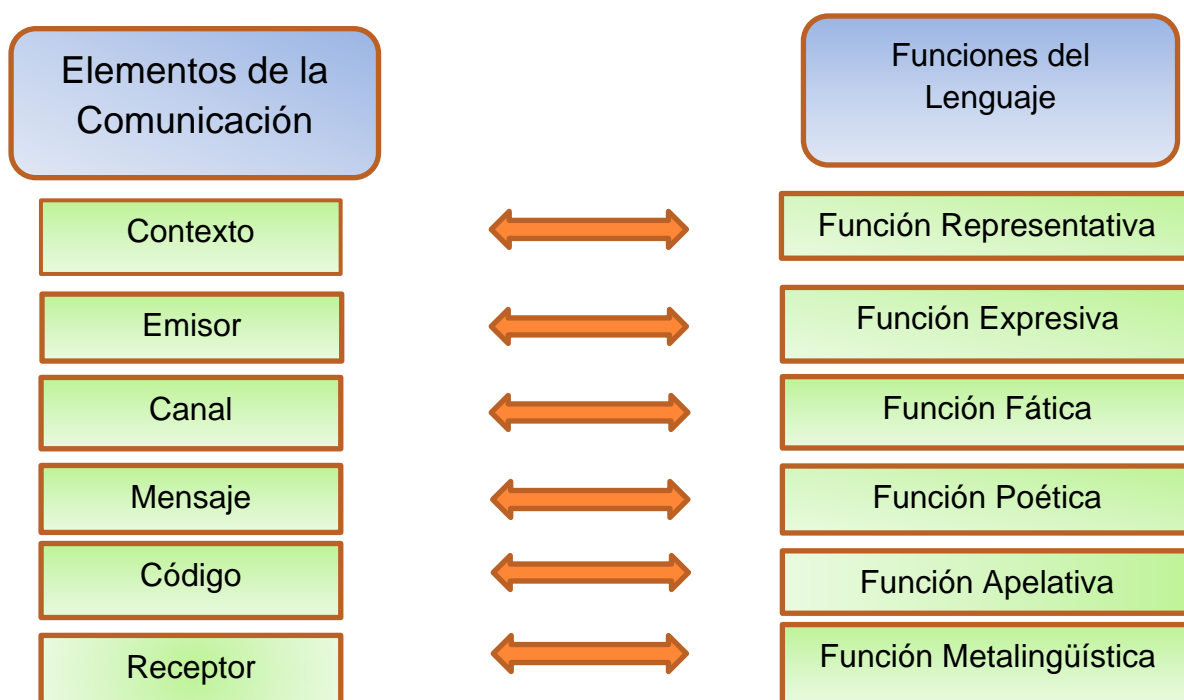 Elementos de la
Comunicación
Funciones del
Lenguaje
Contexto
Función Representativa
Emisor
Función Expresiva
Canal
Función Fática
Mensaje
Función Poética
Código
Función Apelativa
Receptor
Función Metalingüística